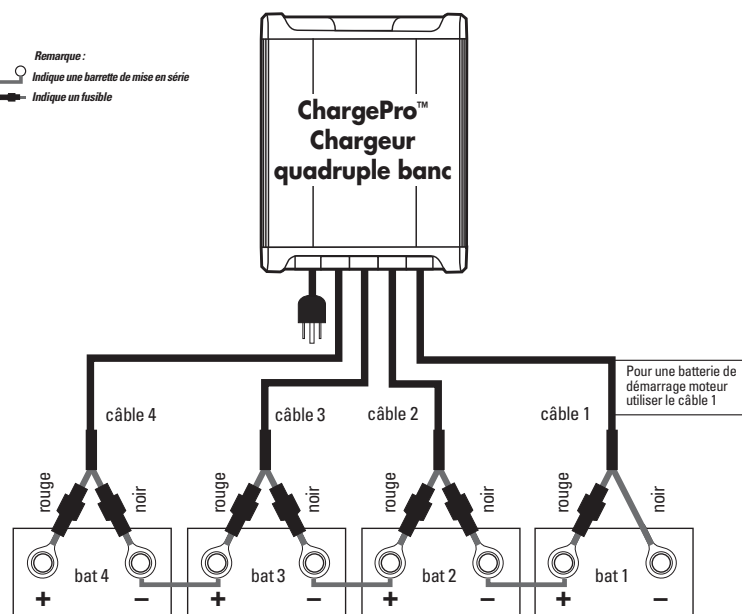 Remarque :
Indique une barrette de mise en série
Indique un fusible
ChargePro™
Chargeur
quadruple banc
Pour une batterie de
démarrage moteur
utiliser le câble 1
câble 4
câble 3
câble 2
câble 1
rouge
noir
rouge
noir
rouge
noir
rouge
noir
bat 4
bat 3
bat 2
bat 1
+ − + − + − + −